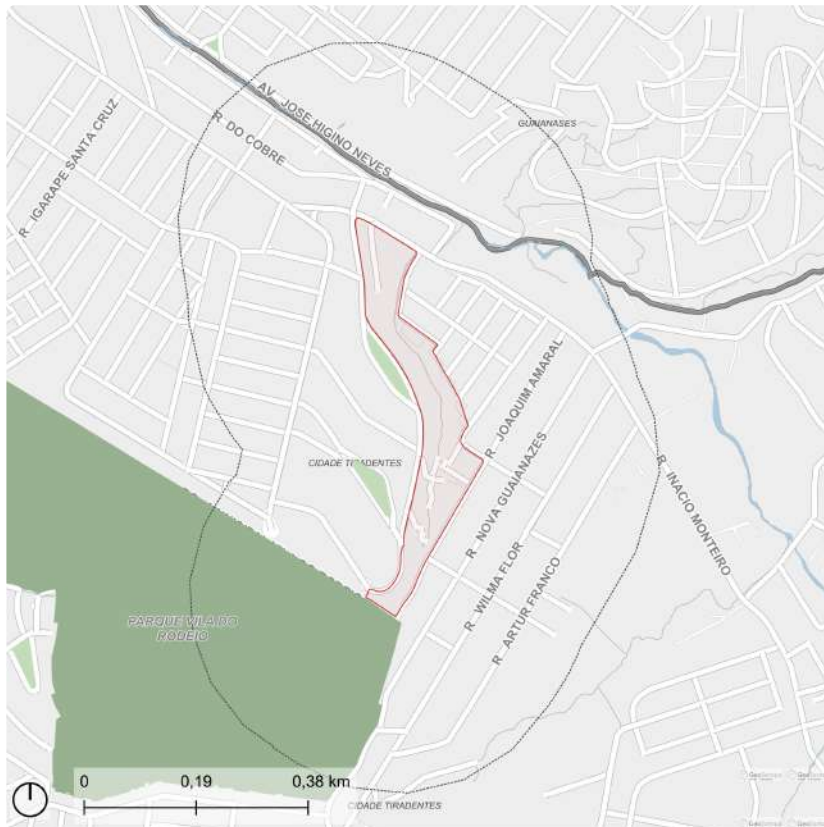 AV JOSE HIGINO NEVES
GUAIANASES
R IGARAPE SANTA CRUZ
R DO COBRE
R JOAQUIM AMARAL
CIDADE TIRADENTES
R NOVA GUAIANAZES
R INACIO MONTEIRO
R WILMA FLOR
R ARTUR FRANCO
PARQUE VILA DO
RODEIO
0 0,19 0,38 km
CIDADE TIRADENTES